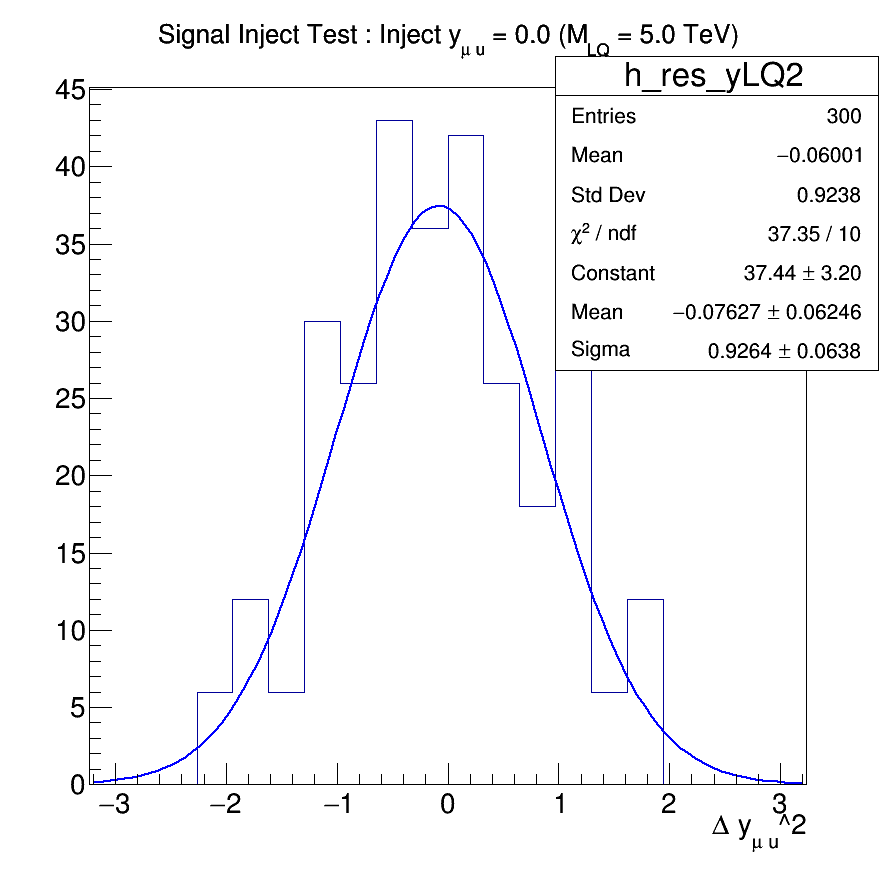 Signal Inject Test : Inject y_μu = 0.0 (M_LQ = 5.0 TeV)
h_res_yLQ2
Entries 300
Mean −0.06001
Std Dev 0.9238
χ² / ndf 37.35 / 10
Constant 37.44 ± 3.20
Mean −0.07627 ± 0.06246
Sigma 0.9264 ± 0.0638
45
40
35
30
25
20
15
10
5
0
−3 −2 −1 0 1 2 3
Δ y_μu^2